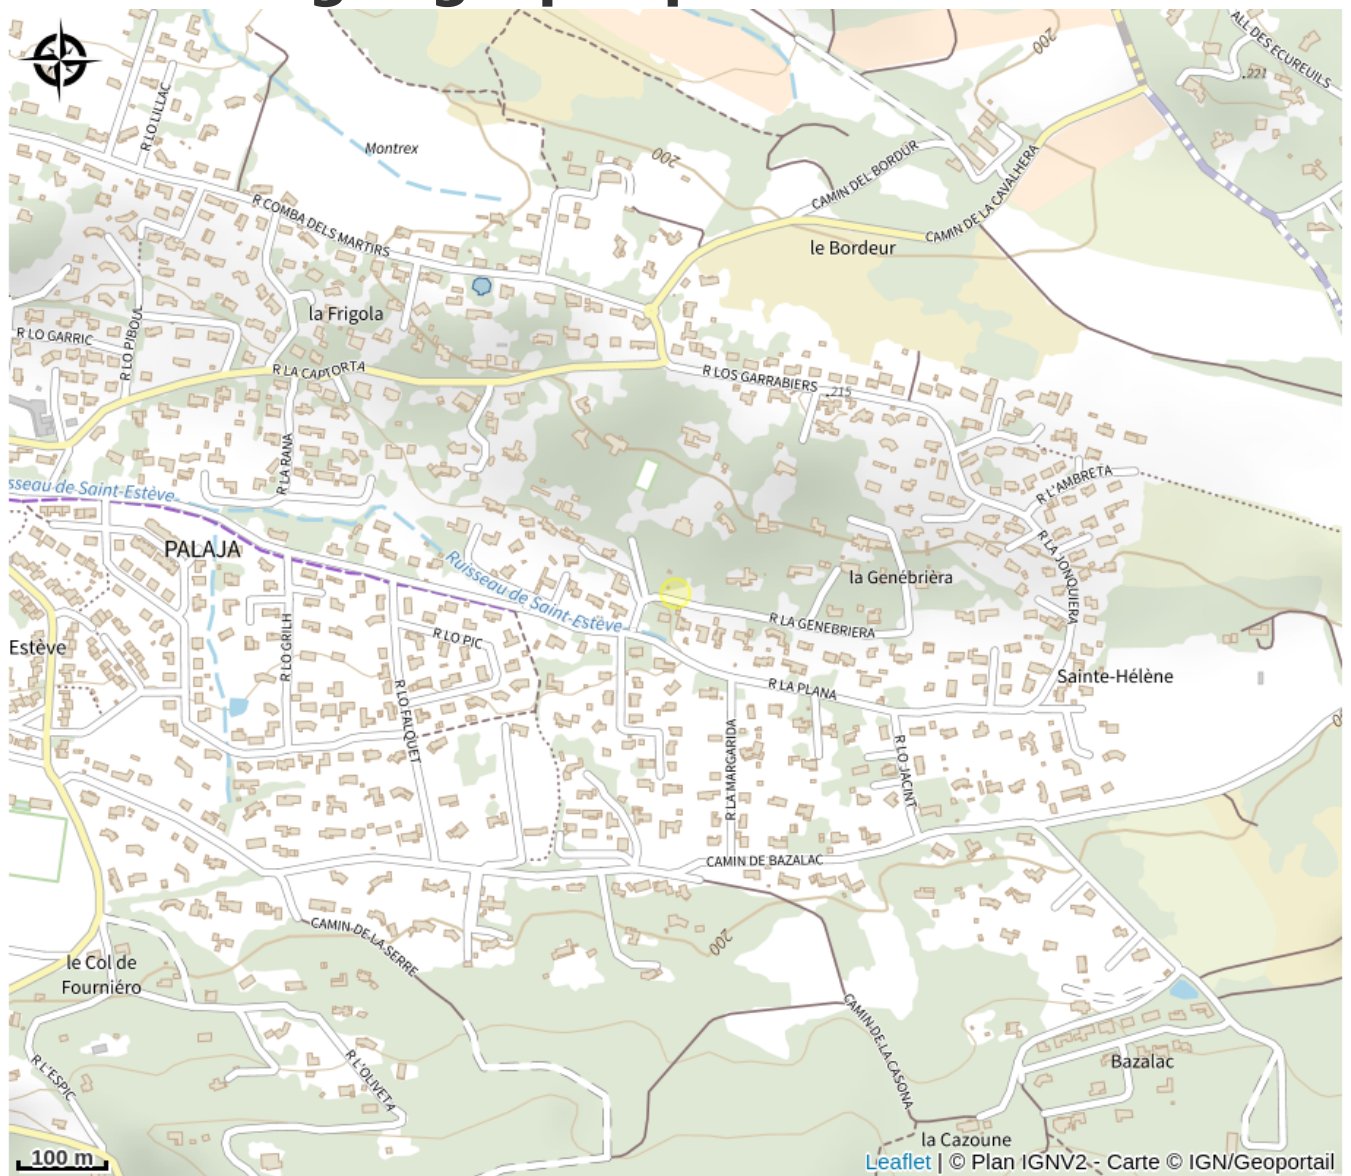 ALL DES ECUREUILS
200
.221
R LO LILLAC
Montrex
200
CAMIN DEL BORDUR
CAMIN DE LA CAVALHERA
R COMBA DELS MARTIRS
le Bordeur
la Frigola
R LO GARRIC
R LO PIBOUL
R LA CAPTORTA
R LOS GARRABIERS
.215
R LA RANA
R L'AMBRETA
sseau de Saint-Estève
PALAJA
R LA JONQUIERA
Ruisseau de Saint-Estève
la Genebrièra
R LO GRILH
R LO PIC
R LA GENEBRIERA
Estève
Sainte-Hélène
R LA PLANA
R LO FALQUET
R LA MARGARIDA
R LO JACINT
CAMIN DE BAZALAC
CAMIN DE LA SERRE
200
le Col de
Fourniéro
CAMIN DE LA CASONA
R L'ESPIC
R L'OLIVETA
Bazalac
la Cazoune
100 m
Leaflet | © Plan IGNV2 - Carte © IGN/Geoportail